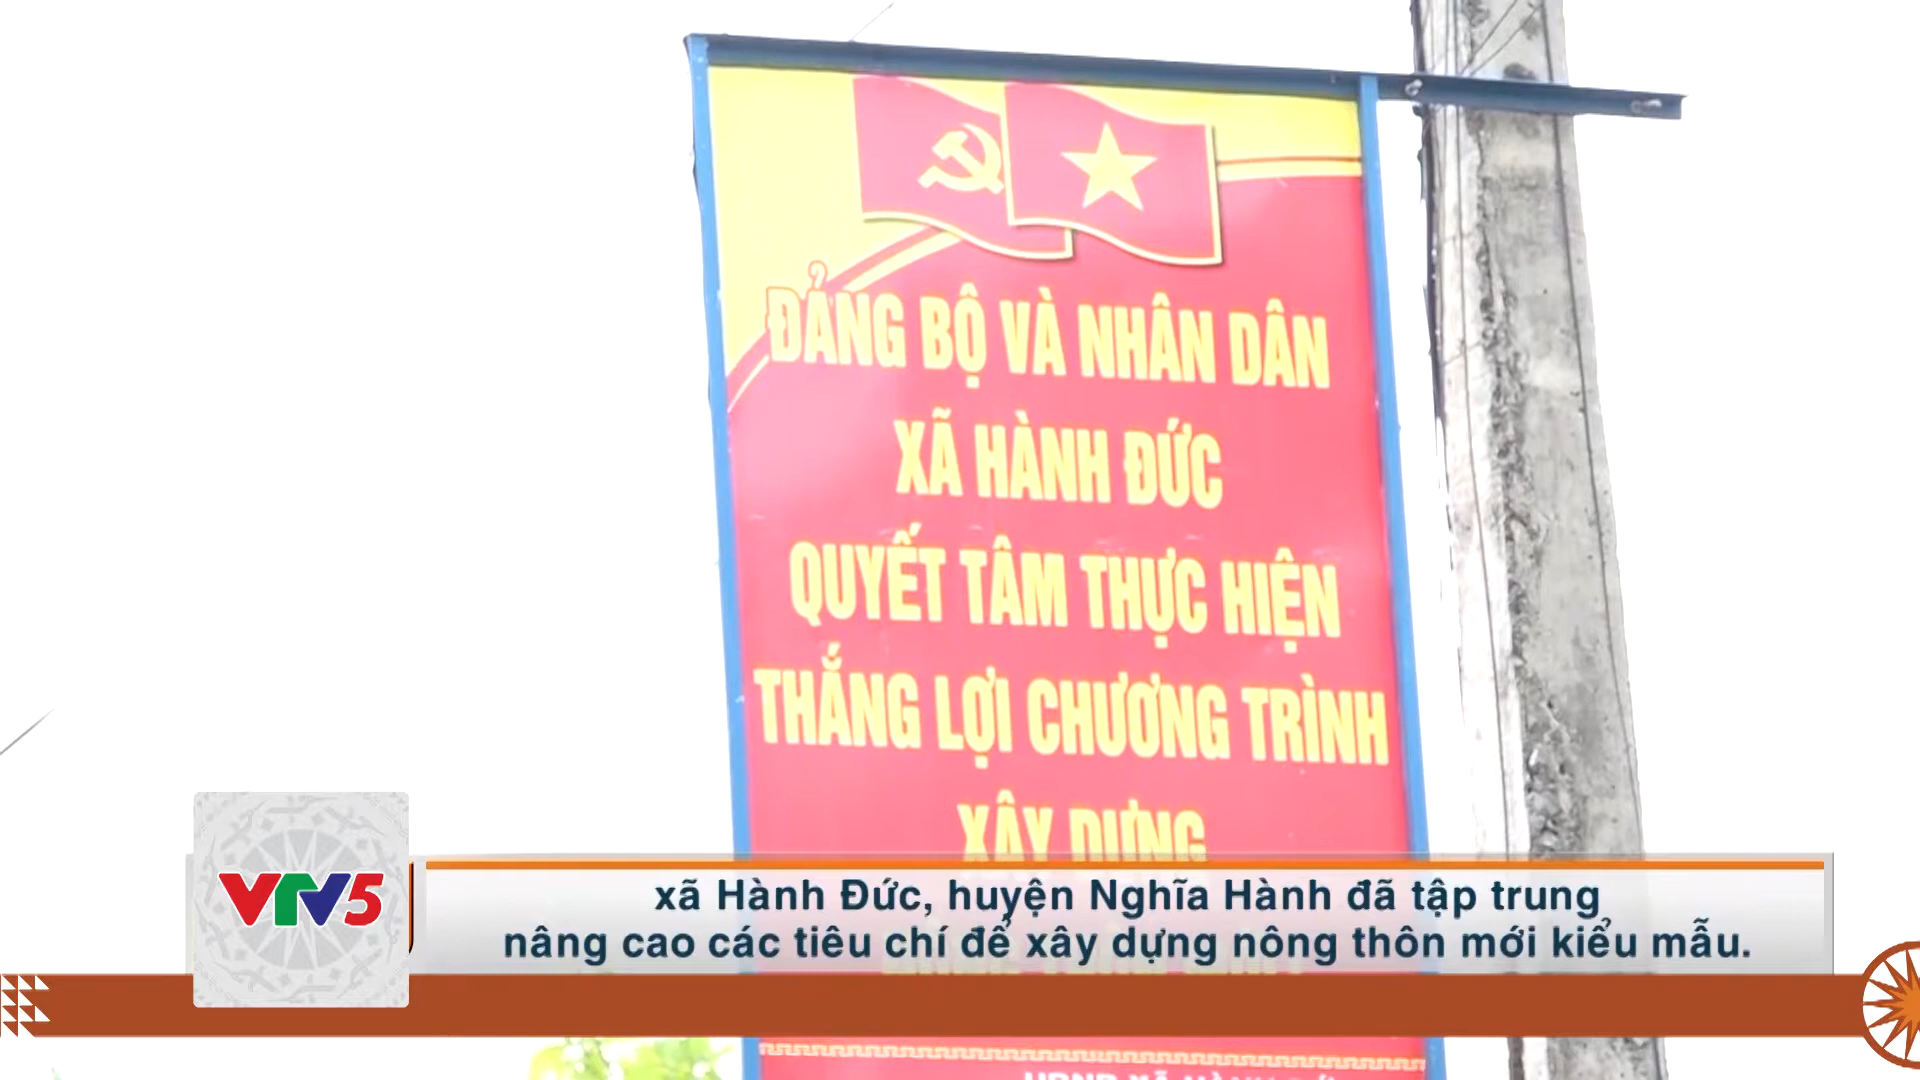 ĐẢNG BỘ VÀ NHÂN DÂN
XÃ HÀNH ĐỨC
QUYẾT TÂM THỰC HIỆN
THẮNG LỢI CHƯƠNG TRÌNH
XÂY DỰNG
VTV5
xã Hành Đức, huyện Nghĩa Hành đã tập trung
nâng cao các tiêu chí để xây dựng nông thôn mới kiểu mẫu.